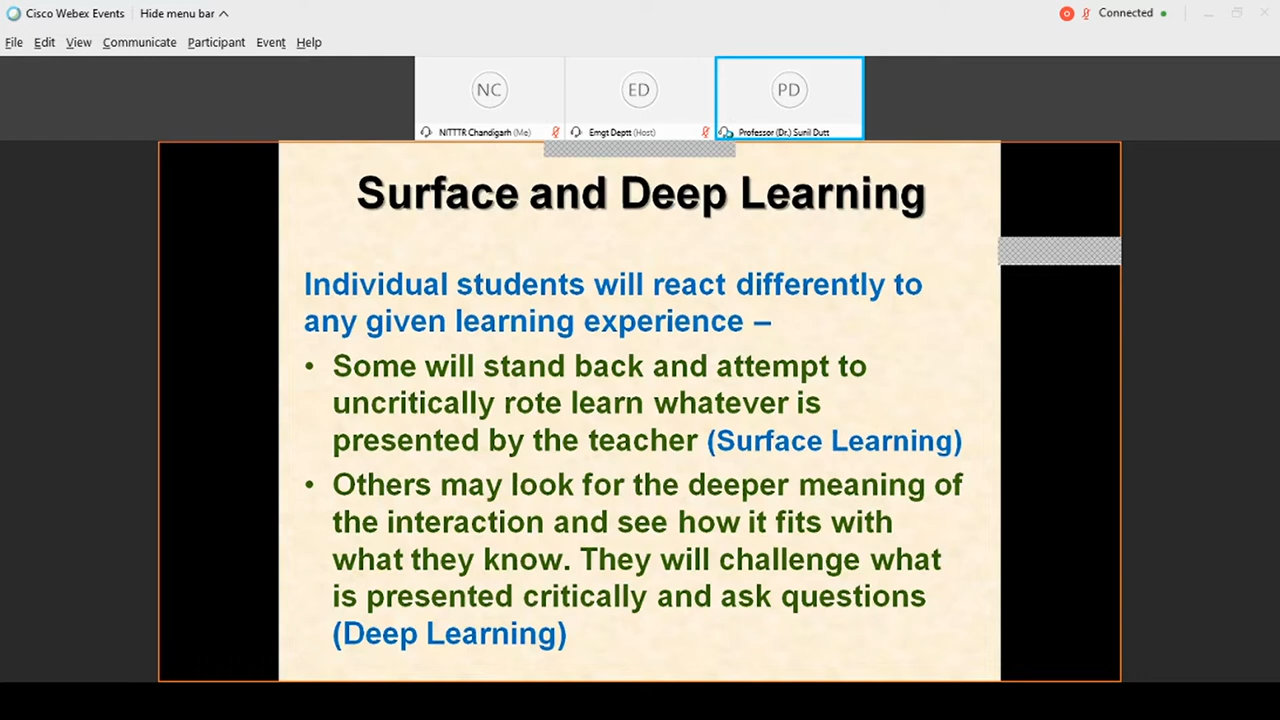 Cisco Webex Events Hide menu bar Connected
File Edit View Communicate Participant Event Help
NC ED PD
NITTTR Chandigarh (Me) Emgt Deptt (Host) Professor (Dr.) Sunil Dutt
Surface and Deep Learning
Individual students will react differently to
any given learning experience –
• Some will stand back and attempt to
uncritically rote learn whatever is
presented by the teacher (Surface Learning)
• Others may look for the deeper meaning of
the interaction and see how it fits with
what they know. They will challenge what
is presented critically and ask questions
(Deep Learning)